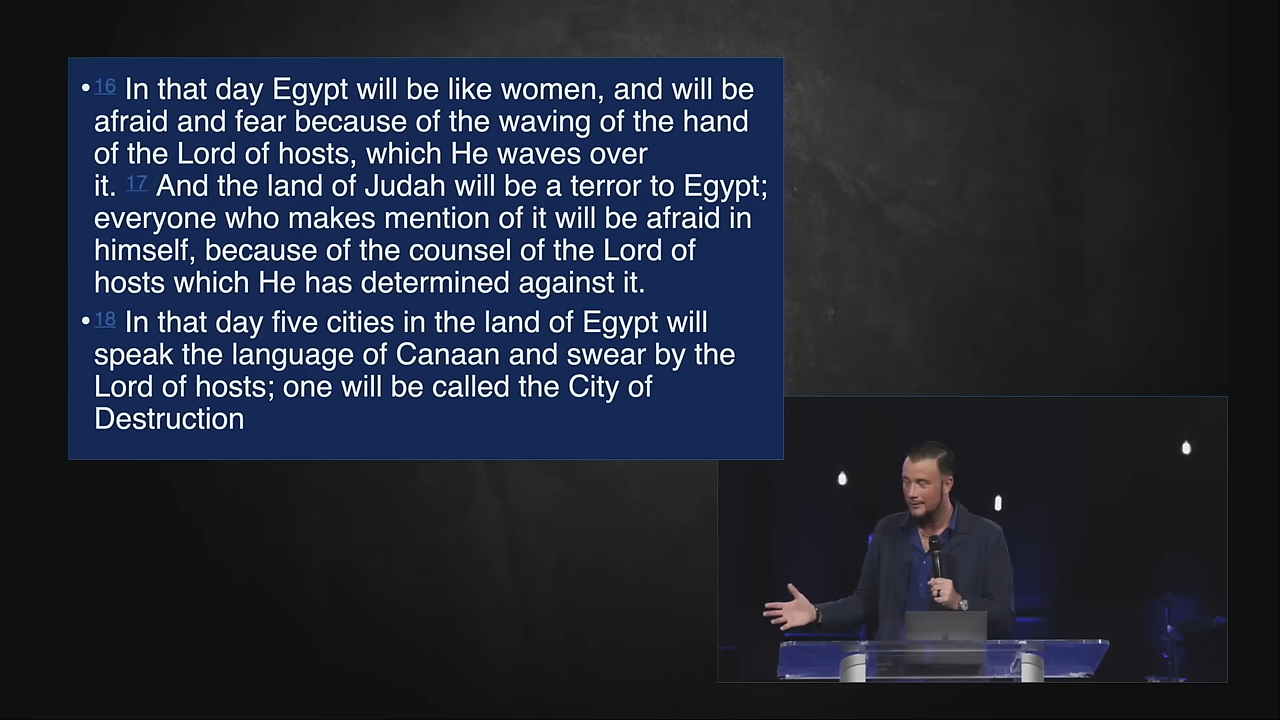 •16 In that day Egypt will be like women, and will be
afraid and fear because of the waving of the hand
of the Lord of hosts, which He waves over
it. 17 And the land of Judah will be a terror to Egypt;
everyone who makes mention of it will be afraid in
himself, because of the counsel of the Lord of
hosts which He has determined against it.
•18 In that day five cities in the land of Egypt will
speak the language of Canaan and swear by the
Lord of hosts; one will be called the City of
Destruction